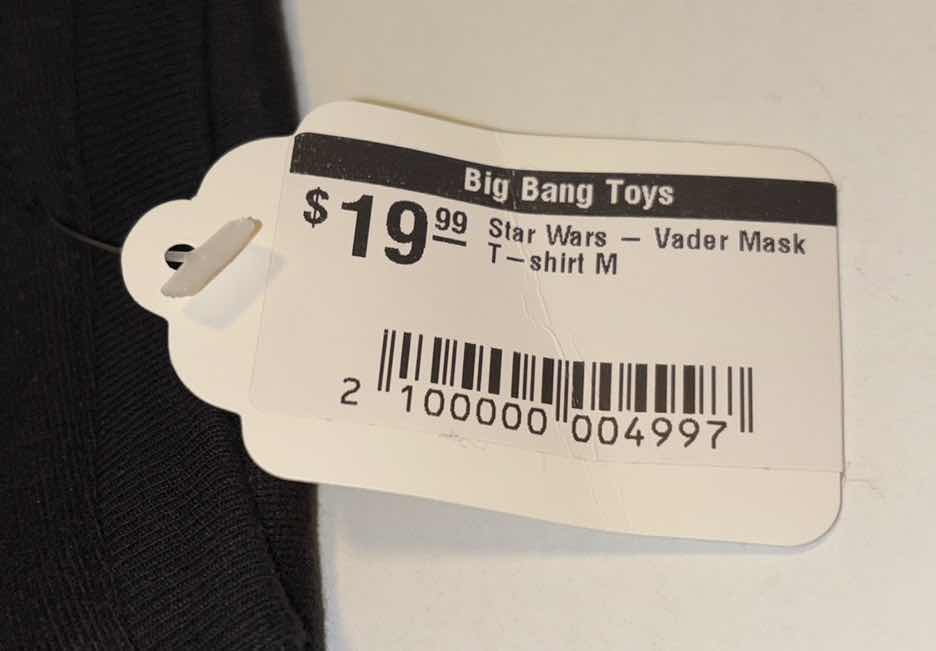 Big Bang Toys
$19.99 Star Wars — Vader Mask
T-shirt M
2 100000 004997